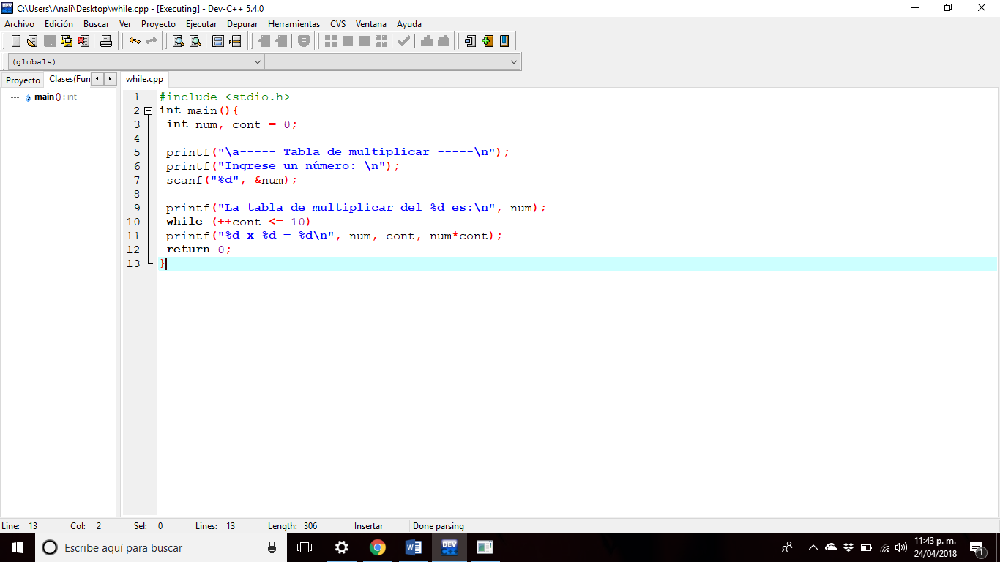 C:\Users\Anali\Desktop\while.cpp - [Executing] - Dev-C++ 5.4.0
Archivo Edición Buscar Ver Proyecto Ejecutar Depurar Herramientas CVS Ventana Ayuda
(globals)
Proyecto Clases(Fun while.cpp
main () : int
1 #include <stdio.h>
2 int main(){
3 int num, cont = 0;
4
5 printf("\a----- Tabla de multiplicar -----\n");
6 printf("Ingrese un número: \n");
7 scanf("%d", &num);
8
9 printf("La tabla de multiplicar del %d es:\n", num);
10 while (++cont <= 10)
11 printf("%d x %d = %d\n", num, cont, num*cont);
12 return 0;
13 }
Line: 13 Col: 2 Sel: 0 Lines: 13 Length: 306 Insertar Done parsing
Escribe aquí para buscar
DEV
11:43 p. m.
24/04/2018
1